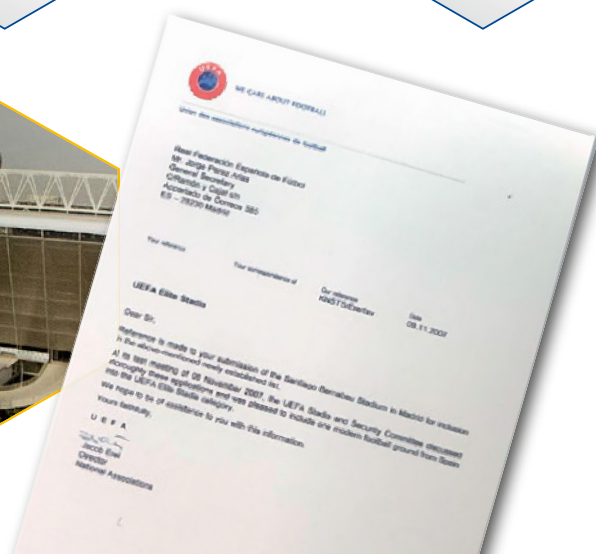 UEFA
WE CARE ABOUT FOOTBALL
Union des associations européennes de football
Real Federación Española de Fútbol
Mr. Jorge Perez Arias
General Secretary
C/Ramón y Cajal s/n
Apartado de Correos 385
ES – 28230 Madrid
Your reference
Your correspondence of
Our reference
Date
09.11.2007
UEFA Elite Stadia
Dear Sir,
Reference is made to your submission of the Santiago Bernabeu Stadium in Madrid for inclusion
in the above-mentioned newly established list.
At its last meeting of 08 November 2007, the UEFA Stadia and Security Committee discussed
thoroughly these applications and was pleased to include one modern football ground from Spain
into the UEFA Elite Stadia category.
We hope to be of assistance to you with this information.
Yours faithfully,
U E F A
Jacob
Director
National Associations